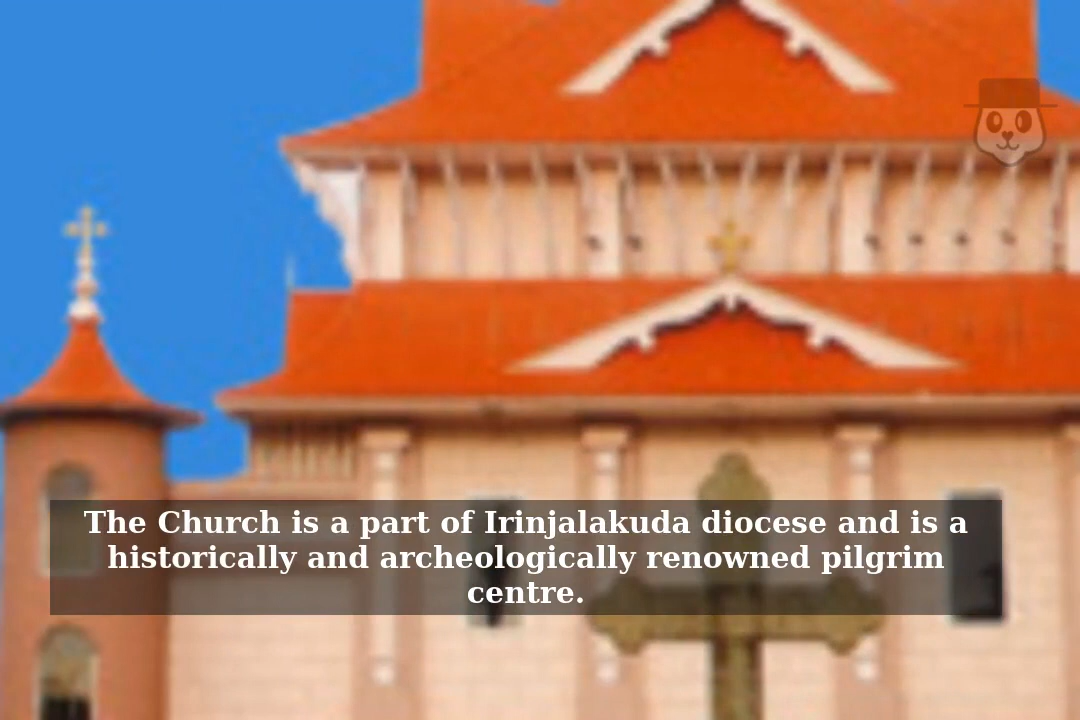 The Church is a part of Irinjalakuda diocese and is a
historically and archeologically renowned pilgrim
centre.